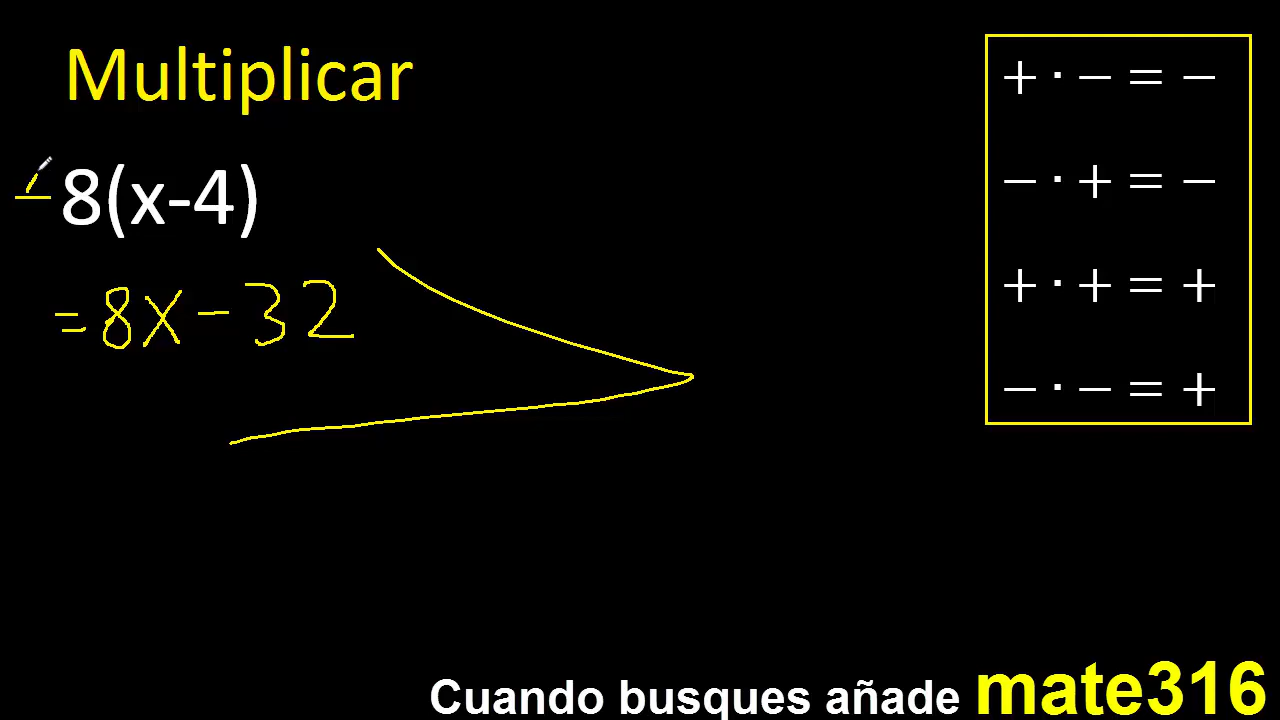 Multiplicar
8(x-4)
= 8x - 32
+ · − = −
− · + = −
+ · + = +
− · − = +
Cuando busques añade mate316